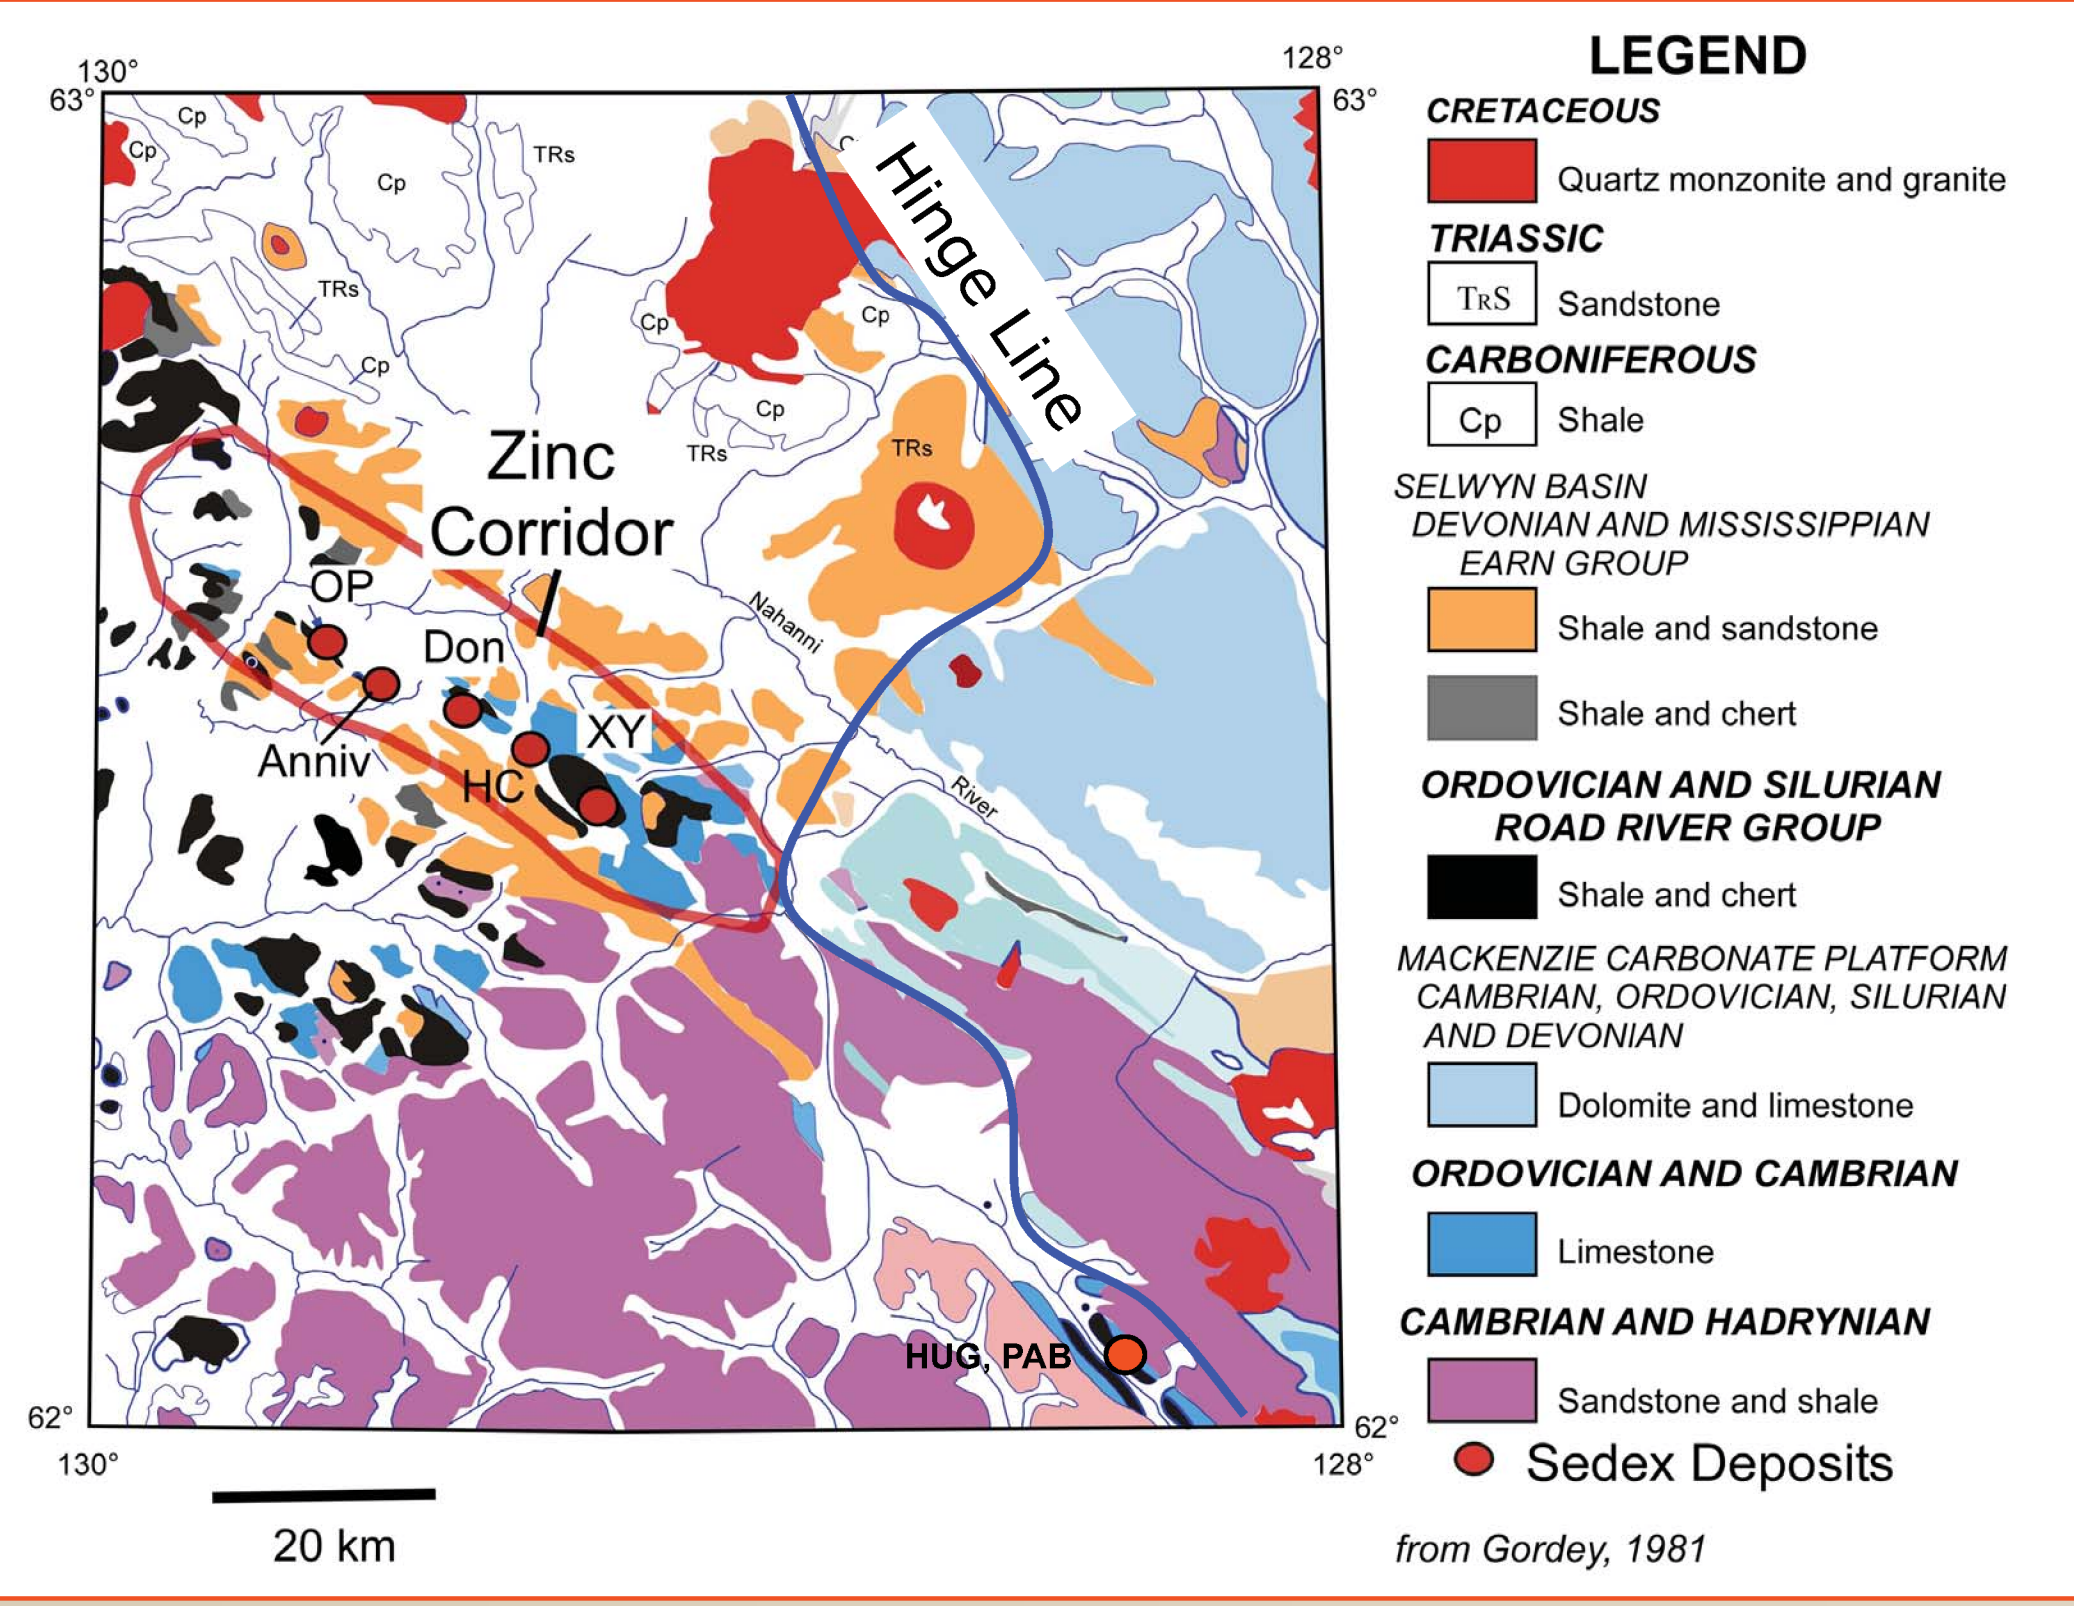 130°
128°
63°
63°
Cp
Cp
Cp
TRs
C
Hinge Line
TRs
Cp
Cp
Cp
Cp
TRs
TRs
Zinc
Corridor
OP
Don
Nahanni
XY
Anniv
HC
River
HUG, PAB
62°
62°
130°
128°
20 km
LEGEND
CRETACEOUS
Quartz monzonite and granite
TRIASSIC
TRS Sandstone
CARBONIFEROUS
Cp Shale
SELWYN BASIN
DEVONIAN AND MISSISSIPPIAN
EARN GROUP
Shale and sandstone
Shale and chert
ORDOVICIAN AND SILURIAN
ROAD RIVER GROUP
Shale and chert
MACKENZIE CARBONATE PLATFORM
CAMBRIAN, ORDOVICIAN, SILURIAN
AND DEVONIAN
Dolomite and limestone
ORDOVICIAN AND CAMBRIAN
Limestone
CAMBRIAN AND HADRYNIAN
Sandstone and shale
Sedex Deposits
from Gordey, 1981